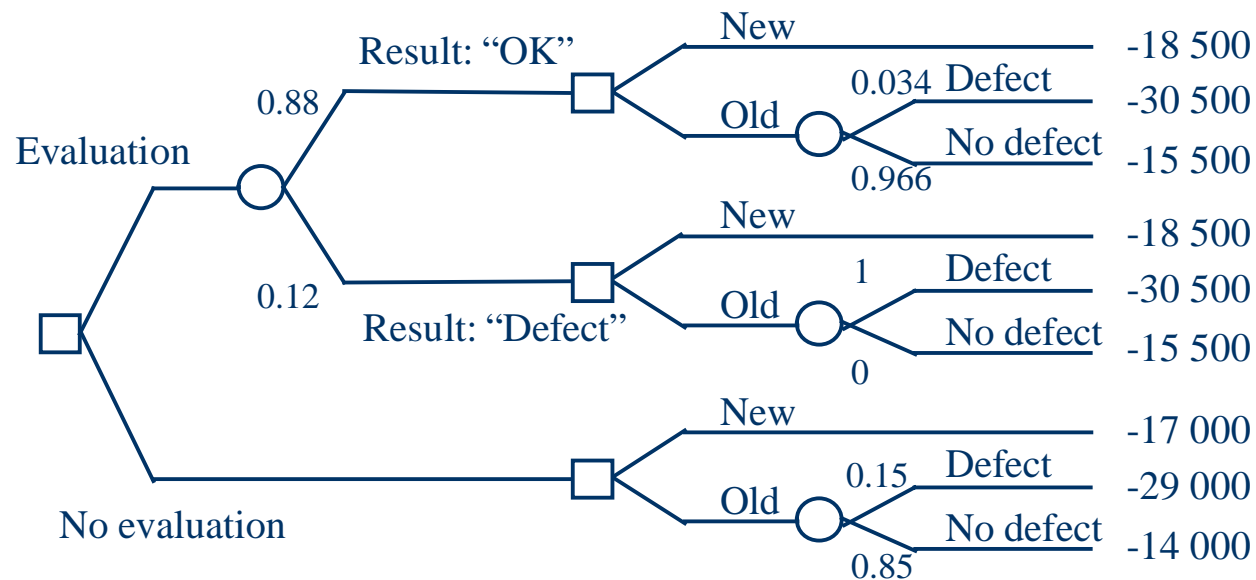 New -18 500
Result: “OK”
0.034 Defect -30 500
0.88
Old
No defect -15 500
Evaluation
0.966
New -18 500
1 Defect -30 500
0.12
Old
Result: “Defect”
No defect -15 500
0
New -17 000
0.15 Defect -29 000
Old
No evaluation
No defect -14 000
0.85